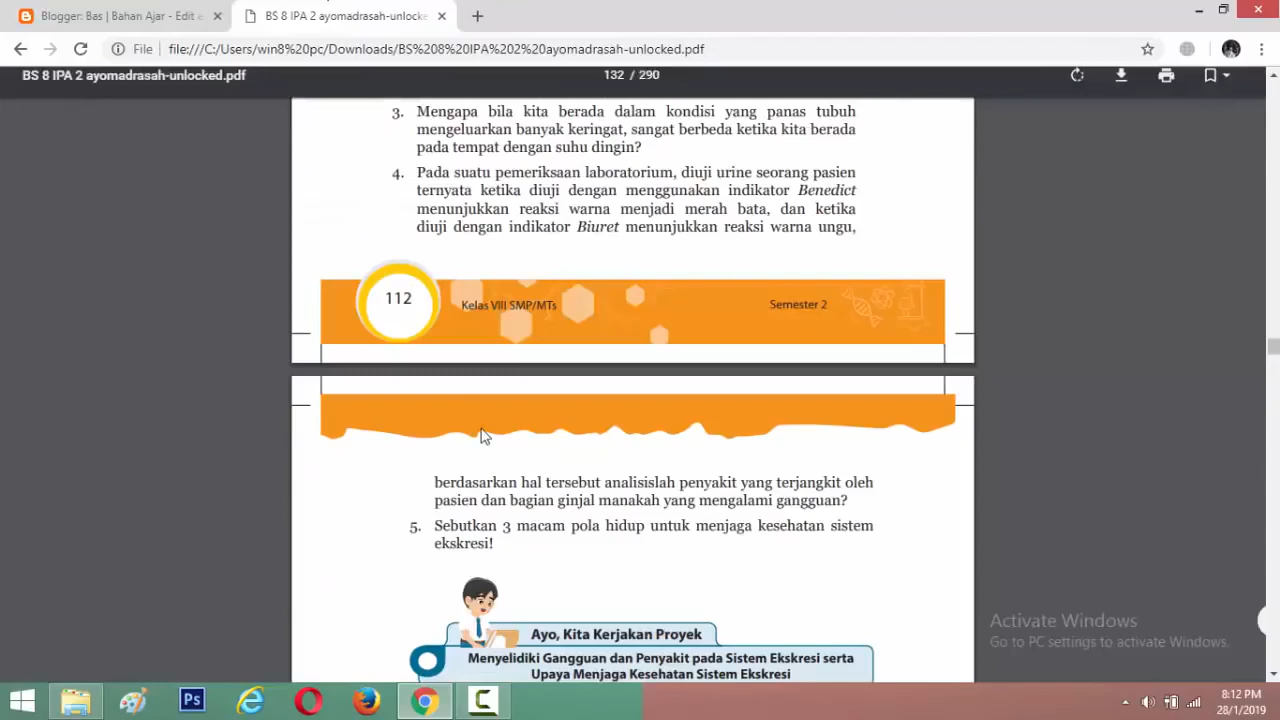 Blogger: Bas | Bahan Ajar - Edit e
BS 8 IPA 2 ayomadrasah-unlocke
File
file:///C:/Users/win8%20pc/Downloads/BS%208%20IPA%202%20ayomadrasah-unlocked.pdf
BS 8 IPA 2 ayomadrasah-unlocked.pdf
132 / 290
3. Mengapa bila kita berada dalam kondisi yang panas tubuh
mengeluarkan banyak keringat, sangat berbeda ketika kita berada
pada tempat dengan suhu dingin?
4. Pada suatu pemeriksaan laboratorium, diuji urine seorang pasien
ternyata ketika diuji dengan menggunakan indikator Benedict
menunjukkan reaksi warna menjadi merah bata, dan ketika
diuji dengan indikator Biuret menunjukkan reaksi warna ungu,
112
Kelas VIII SMP/MTs
Semester 2
berdasarkan hal tersebut analisislah penyakit yang terjangkit oleh
pasien dan bagian ginjal manakah yang mengalami gangguan?
5. Sebutkan 3 macam pola hidup untuk menjaga kesehatan sistem
ekskresi!
Ayo, Kita Kerjakan Proyek
Menyelidiki Gangguan dan Penyakit pada Sistem Ekskresi serta
Upaya Menjaga Kesehatan Sistem Ekskresi
Activate Windows
Go to PC settings to activate Windows.
Ps
8:12 PM
28/1/2019